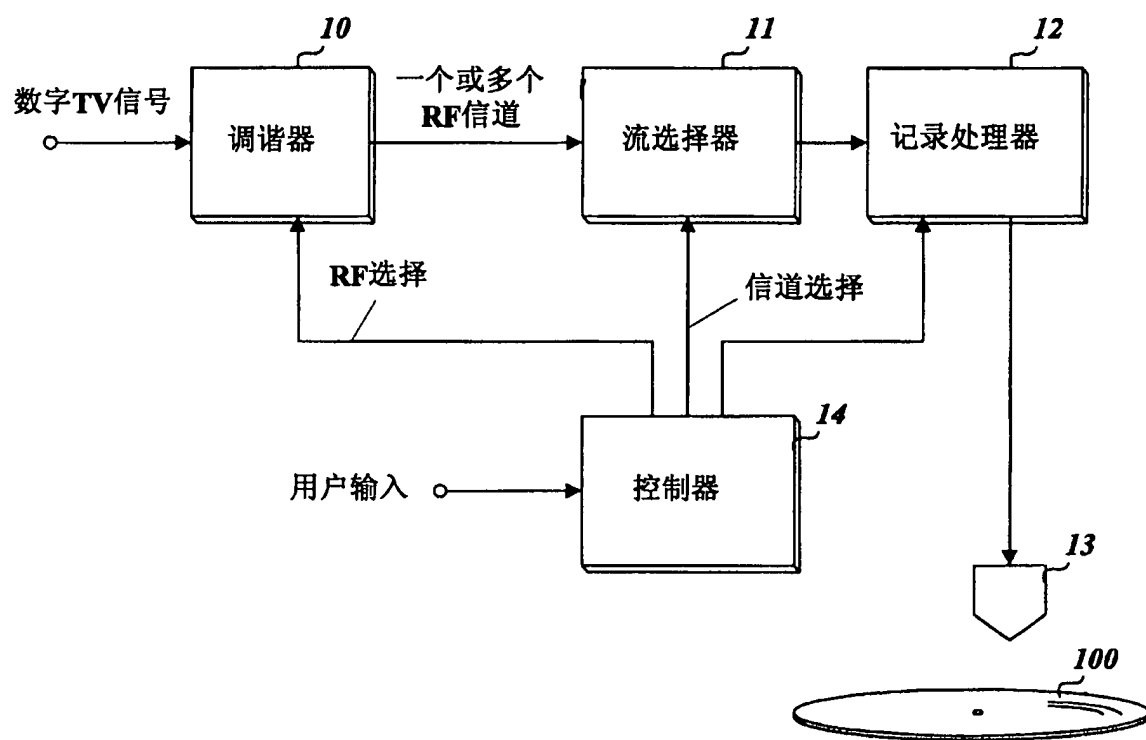 10
11
12
数字TV信号
调谐器
一个或多个
RF信道
流选择器
记录处理器
RF选择
信道选择
14
用户输入
控制器
13
100